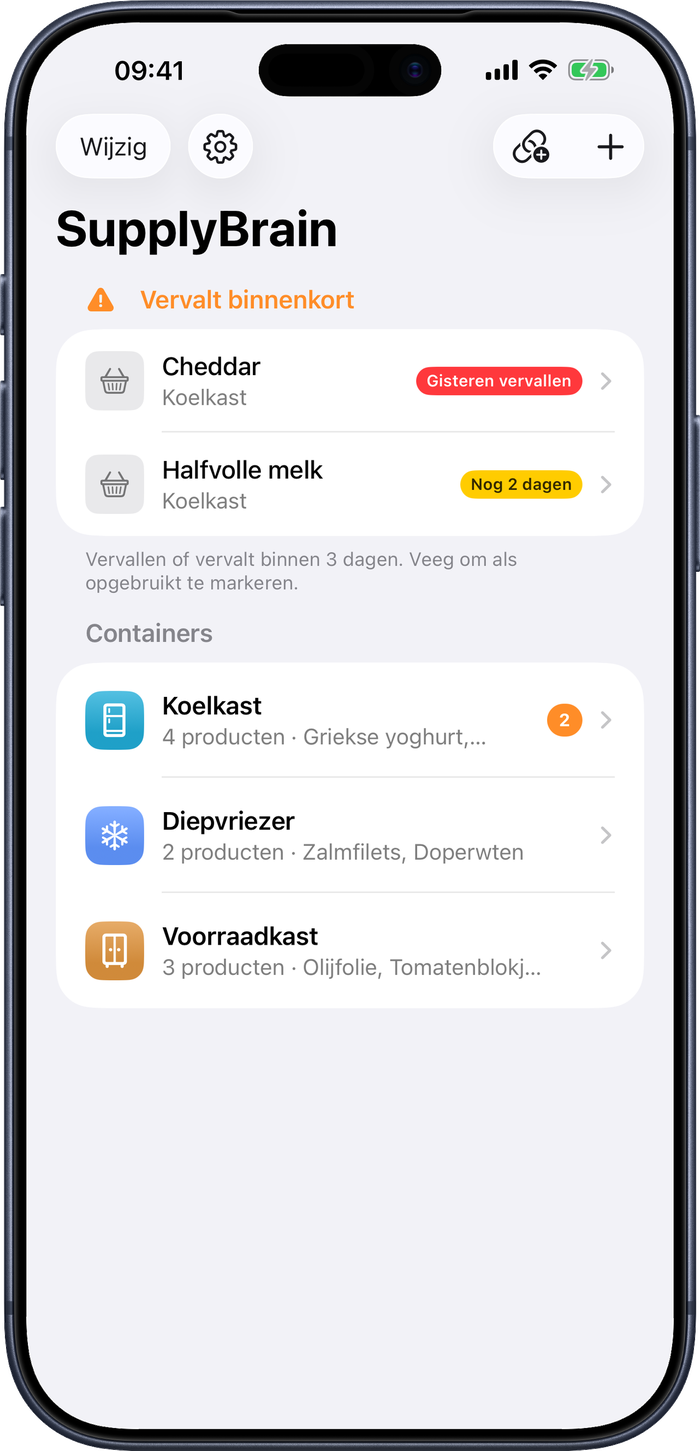 09:41
Wijzig
SupplyBrain
Vervalt binnenkort
Cheddar
Gisteren vervallen
Koelkast
Halfvolle melk
Nog 2 dagen
Koelkast
Vervallen of vervalt binnen 3 dagen. Veeg om als
opgebruikt te markeren.
Containers
Koelkast
2
4 producten · Griekse yoghurt,...
Diepvriezer
2 producten · Zalmfilets, Doperwten
Voorraadkast
3 producten · Olijfolie, Tomatenblokj...